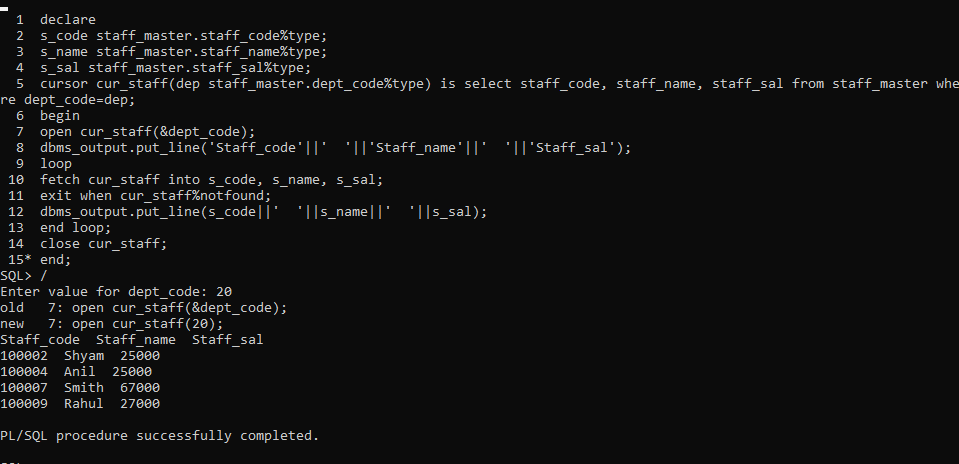 1  declare
  2  s_code staff_master.staff_code%type;
  3  s_name staff_master.staff_name%type;
  4  s_sal staff_master.staff_sal%type;
  5  cursor cur_staff(dep staff_master.dept_code%type) is select staff_code, staff_name, staff_sal from staff_master whe
re dept_code=dep;
  6  begin
  7  open cur_staff(&dept_code);
  8  dbms_output.put_line('Staff_code'||'  '||'Staff_name'||'  '||'Staff_sal');
  9  loop
 10  fetch cur_staff into s_code, s_name, s_sal;
 11  exit when cur_staff%notfound;
 12  dbms_output.put_line(s_code||'  '||s_name||'  '||s_sal);
 13  end loop;
 14  close cur_staff;
 15* end;
SQL> /
Enter value for dept_code: 20
old   7: open cur_staff(&dept_code);
new   7: open cur_staff(20);
Staff_code  Staff_name  Staff_sal
100002  Shyam  25000
100004  Anil  25000
100007  Smith  67000
100009  Rahul  27000

PL/SQL procedure successfully completed.